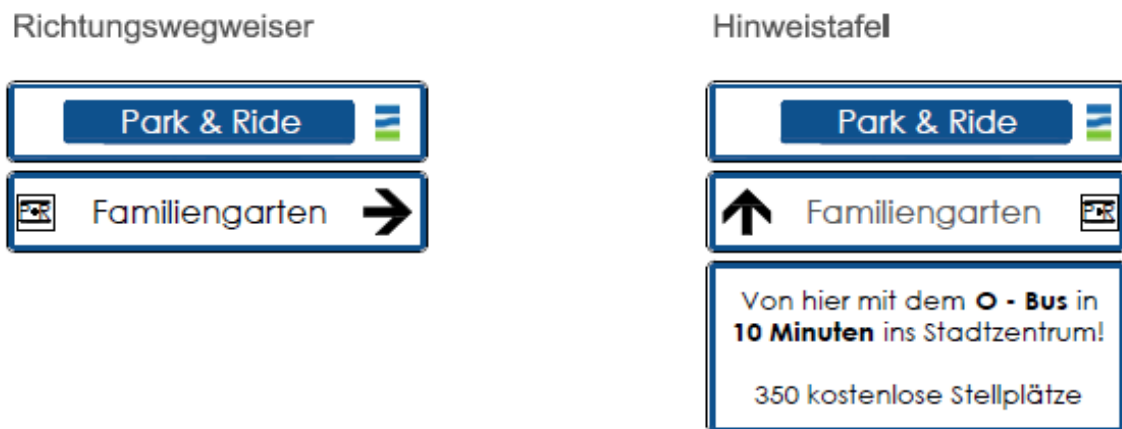 Richtungswegweiser
Park & Ride
P+R Familiengarten
Hinweistafel
Park & Ride
Familiengarten P+R
Von hier mit dem O - Bus in
10 Minuten ins Stadtzentrum!
350 kostenlose Stellplätze